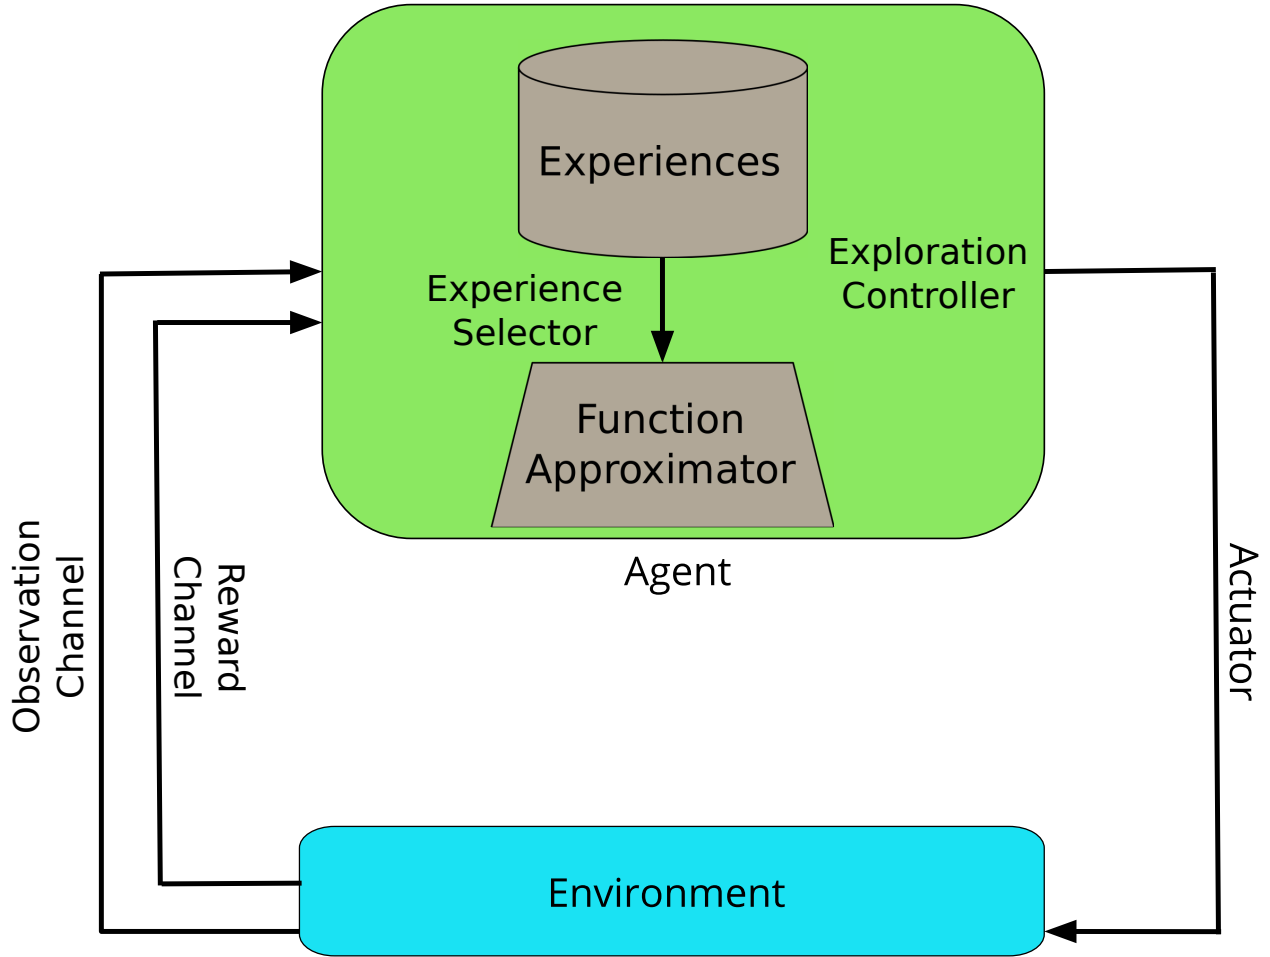 Experiences
Exploration
Controller
Experience
Selector
Function
Approximator
Agent
Observation
Channel
Reward
Channel
Actuator
Environment